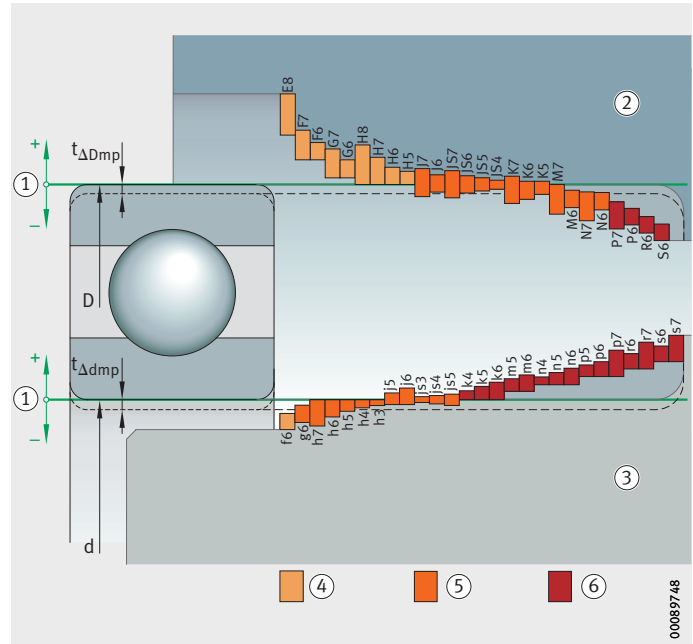 E8
F7
F6
G7
G6
H8
H7
H6
H5
J7
J6
JS7
JS6
JS5
JS4
K7
K6
K5
M7
M6
N7
N6
P7
P6
R6
S6
2
+
tΔDmp
1
−
D
+
tΔdmp
1
−
d
f6
g6
h7
h6
h5
h4
h3
j5
j6
js3
js4
js5
k4
k5
k6
m5
m6
n4
n5
n6
p5
p6
p7
r6
r7
s6
s7
3
4
5
6
00089748